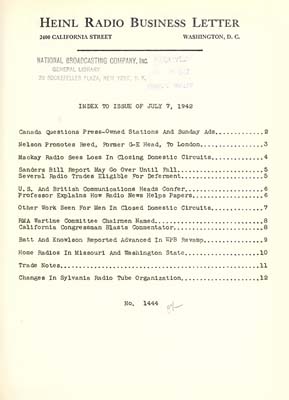 HEINL RADIO BUSINESS LETTER
2400 CALIFORNIA STREET WASHINGTON, D. C.
NATIONAL BROADCASTING COMPANY, INC.
GENERAL LIBRARY
30 ROCKEFELLER PLAZA, NEW YORK, N. Y.
INDEX TO ISSUE OF JULY 7, 1942
Canada Questions Press-Owned Stations And Sunday Ads............2
Nelson Promotes Reed, Former G-E Head, To London................3
Mackay Radio Sees Loss In Closing Domestic Circuits.............4
Sanders Bill Report May Go Over Until Fall......................5
Several Radio Trades Eligible For Deferment.....................5
U.S. And British Communications Heads Confer....................6
Professor Explains How Radio News Helps Papers..................6
Other Work Seen For Men In Closed Domestic Circuits.............7
RMA Wartime Committee Chairmen Named............................8
California Congressman Blasts Commentator.......................8
Batt And Knowlson Reported Advanced In WPB Revamp...............9
Home Radios In Missouri And Washington State...................10
Trade Notes....................................................11
Changes In Sylvania Radio Tube Organization....................12
No. 1444